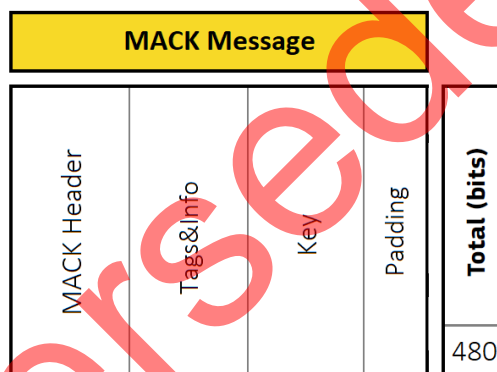 MACK Message
MACK Header
Tags&Info
Key
Padding
Total (bits)
480